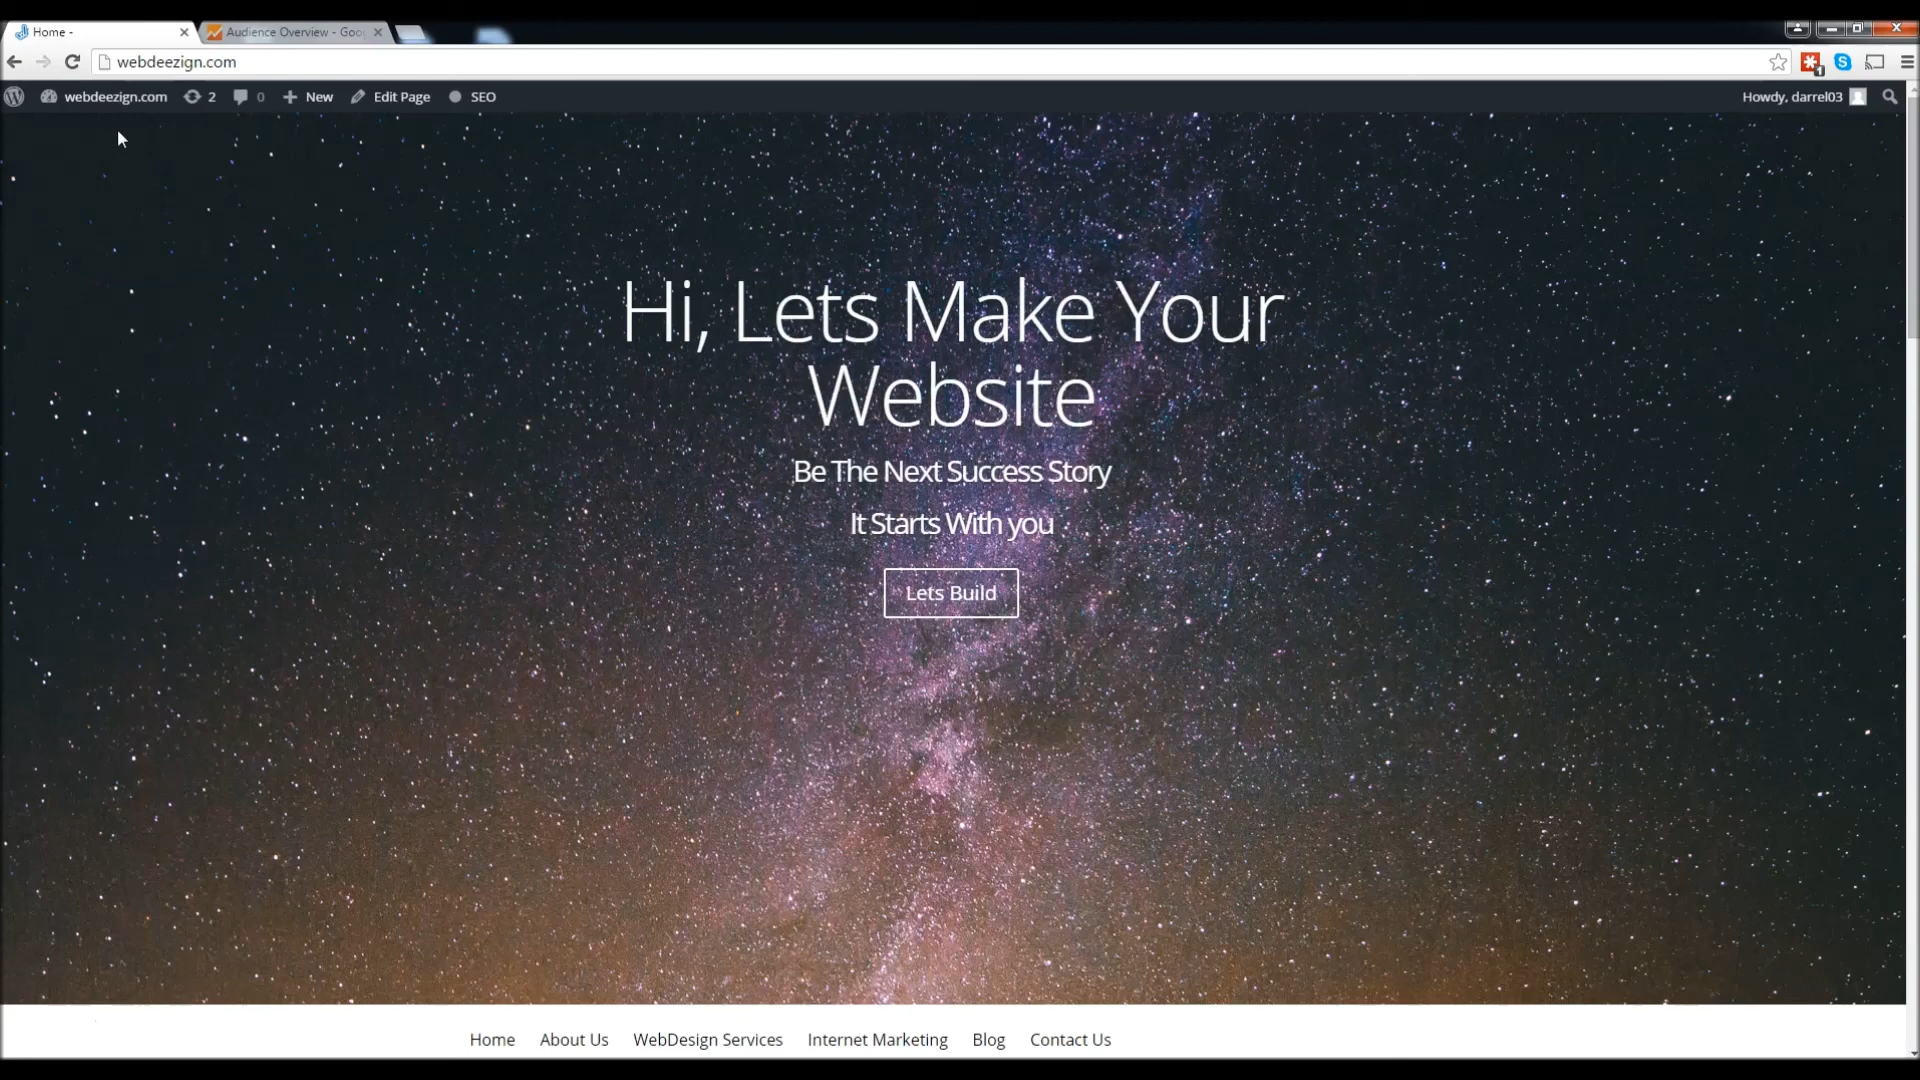 Home -
Audience Overview - Goo
webdeezign.com
1
webdeezign.com 2 0 New Edit Page SEO Howdy, darrel03
Hi, Lets Make Your
Website
Be The Next Success Story
It Starts With you
Lets Build
Home About Us WebDesign Services Internet Marketing Blog Contact Us